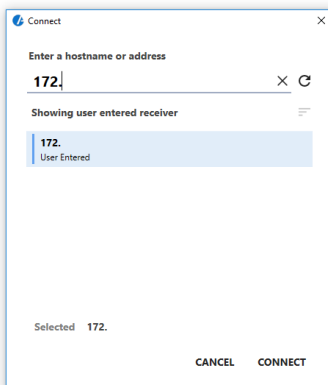 Connect
Enter a hostname or address
172.
Showing user entered receiver
172.
User Entered
Selected 172.
CANCEL CONNECT